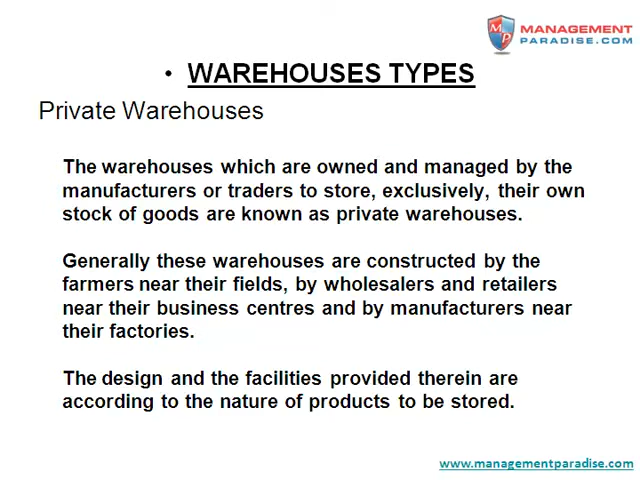 MANAGEMENT
PARADISE.COM
• WAREHOUSES TYPES
Private Warehouses
The warehouses which are owned and managed by the
manufacturers or traders to store, exclusively, their own
stock of goods are known as private warehouses.
Generally these warehouses are constructed by the
farmers near their fields, by wholesalers and retailers
near their business centres and by manufacturers near
their factories.
The design and the facilities provided therein are
according to the nature of products to be stored.
www.managementparadise.com